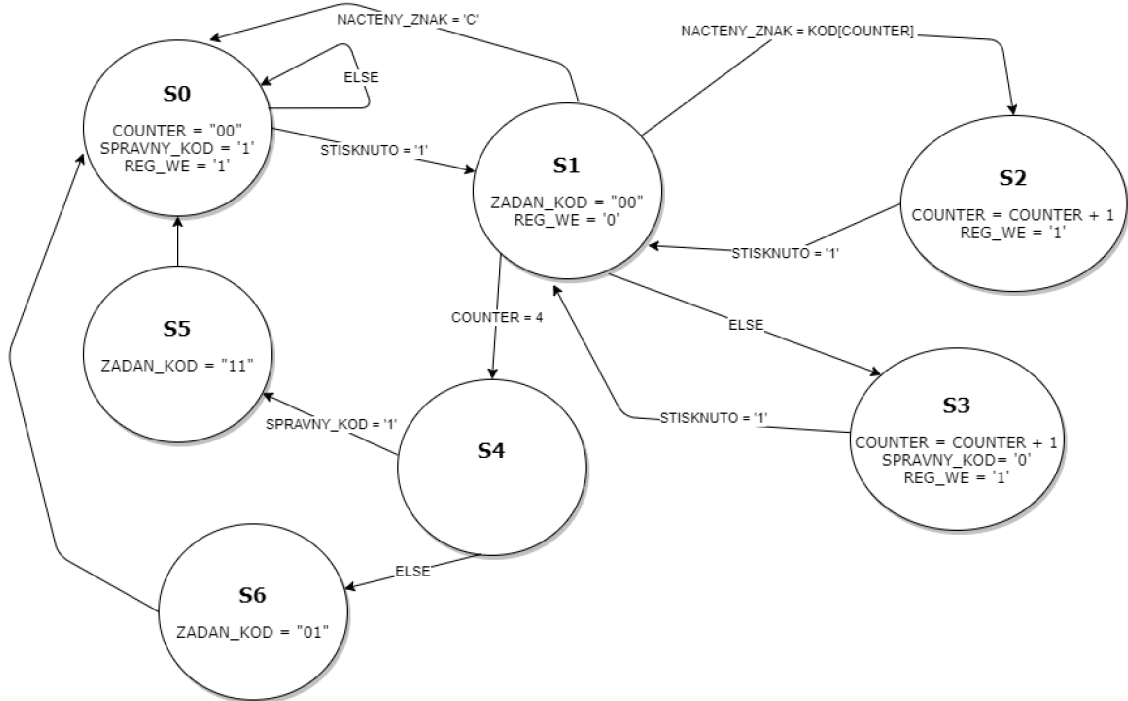 NACTENY_ZNAK = 'C'
NACTENY_ZNAK = KOD[COUNTER]
S0
COUNTER = "00"
SPRAVNY_KOD = '1'
REG_WE = '1'
ELSE
STISKNUTO = '1'
S1
ZADAN_KOD = "00"
REG_WE = '0'
S2
COUNTER = COUNTER + 1
REG_WE = '1'
STISKNUTO = '1'
COUNTER = 4
ELSE
S5
ZADAN_KOD = "11"
SPRAVNY_KOD = '1'
S4
STISKNUTO = '1'
S3
COUNTER = COUNTER + 1
SPRAVNY_KOD= '0'
REG_WE = '1'
ELSE
S6
ZADAN_KOD = "01"